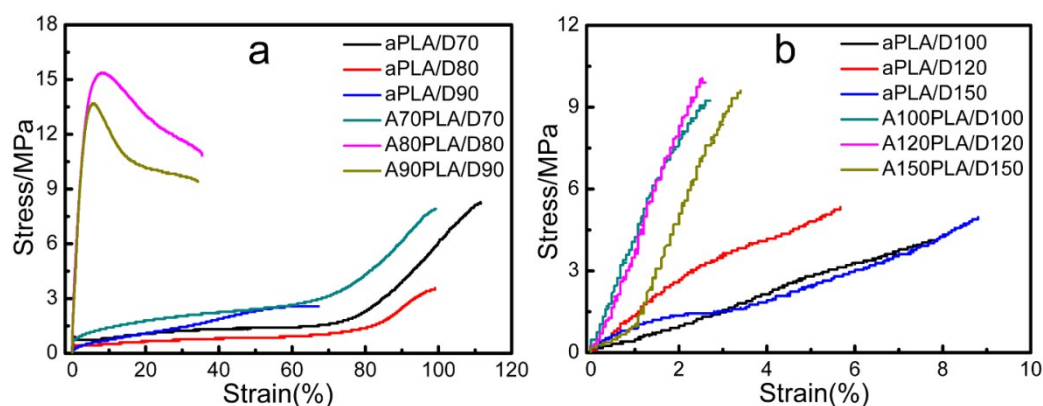 a
Stress/MPa
18
15
12
9
6
3
0
aPLA/D70
aPLA/D80
aPLA/D90
A70PLA/D70
A80PLA/D80
A90PLA/D90
0 20 40 60 80 100 120
Strain(%)
b
Stress/MPa
12
9
6
3
0
aPLA/D100
aPLA/D120
aPLA/D150
A100PLA/D100
A120PLA/D120
A150PLA/D150
0 2 4 6 8 10
Strain(%)